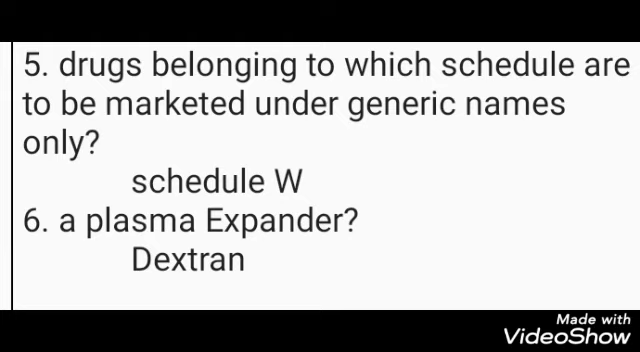 5. drugs belonging to which schedule are
to be marketed under generic names
only?
schedule W
6. a plasma Expander?
Dextran
Made with
VideoShow